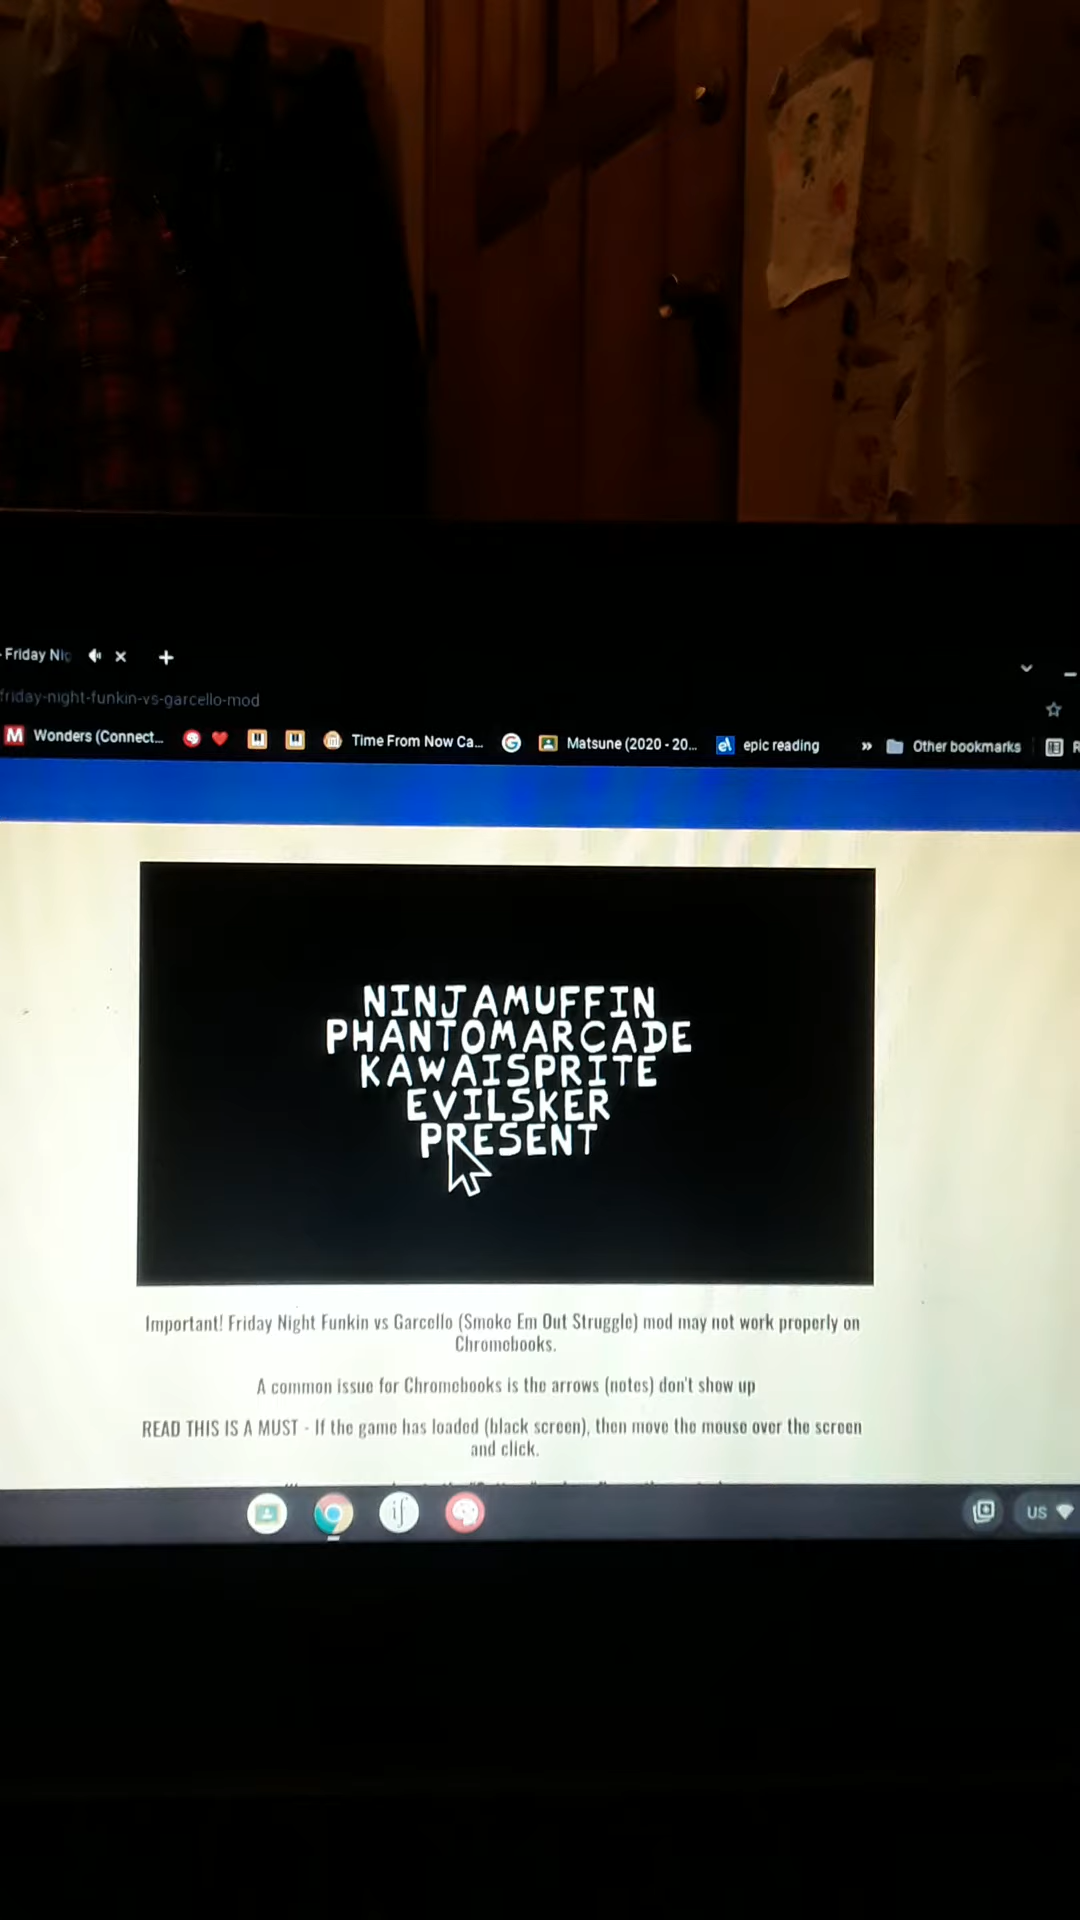 Friday Nig
friday-night-funkin-vs-garcello-mod
M Wonders (Connect... Time From Now Ca... G Matsune (2020 - 20... e! epic reading » Other bookmarks
NINJAMUFFIN
PHANTOMARCADE
KAWAISPRITE
EVILSKER
PRESENT
Important! Friday Night Funkin vs Garcello (Smoke Em Out Struggle) mod may not work properly on
Chromebooks.
A common issue for Chromebooks is the arrows (notes) don't show up
READ THIS IS A MUST - If the game has loaded (black screen), then move the mouse over the screen
and click.
if US